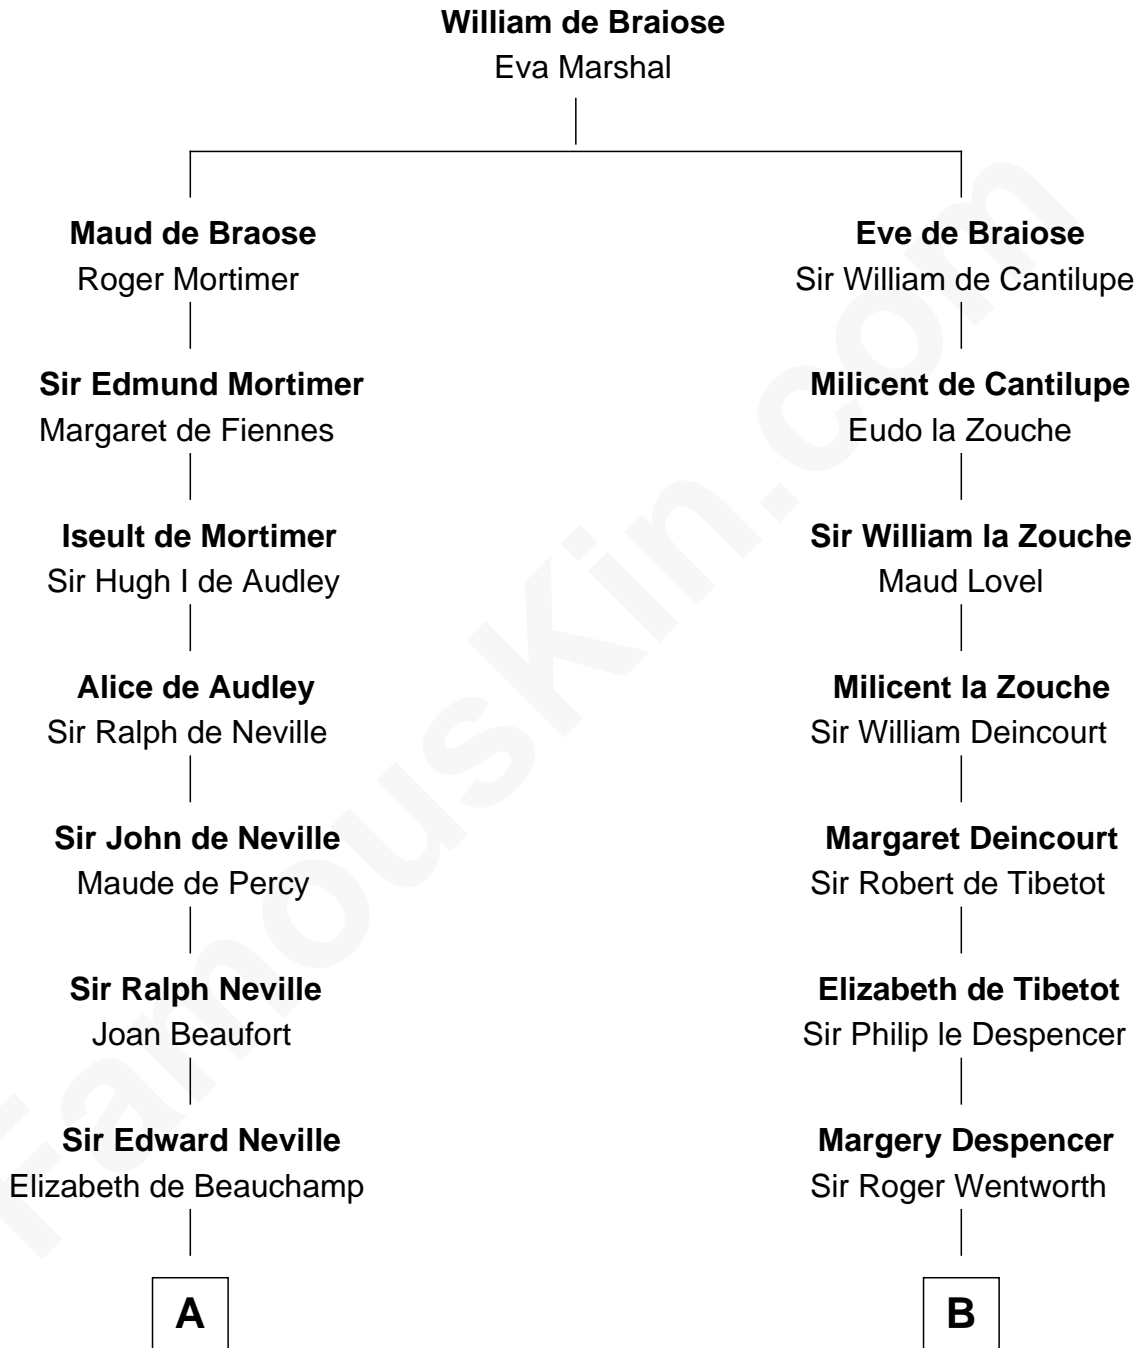 William de Braiose
Eva Marshal
Maud de Braose
Roger Mortimer
Sir Edmund Mortimer
Margaret de Fiennes
Iseult de Mortimer
Sir Hugh I de Audley
Alice de Audley
Sir Ralph de Neville
Sir John de Neville
Maude de Percy
Sir Ralph Neville
Joan Beaufort
Sir Edward Neville
Elizabeth de Beauchamp
A
Eve de Braiose
Sir William de Cantilupe
Milicent de Cantilupe
Eudo la Zouche
Sir William la Zouche
Maud Lovel
Milicent la Zouche
Sir William Deincourt
Margaret Deincourt
Sir Robert de Tibetot
Elizabeth de Tibetot
Sir Philip le Despencer
Margery Despencer
Sir Roger Wentworth
B
FamousKin.com